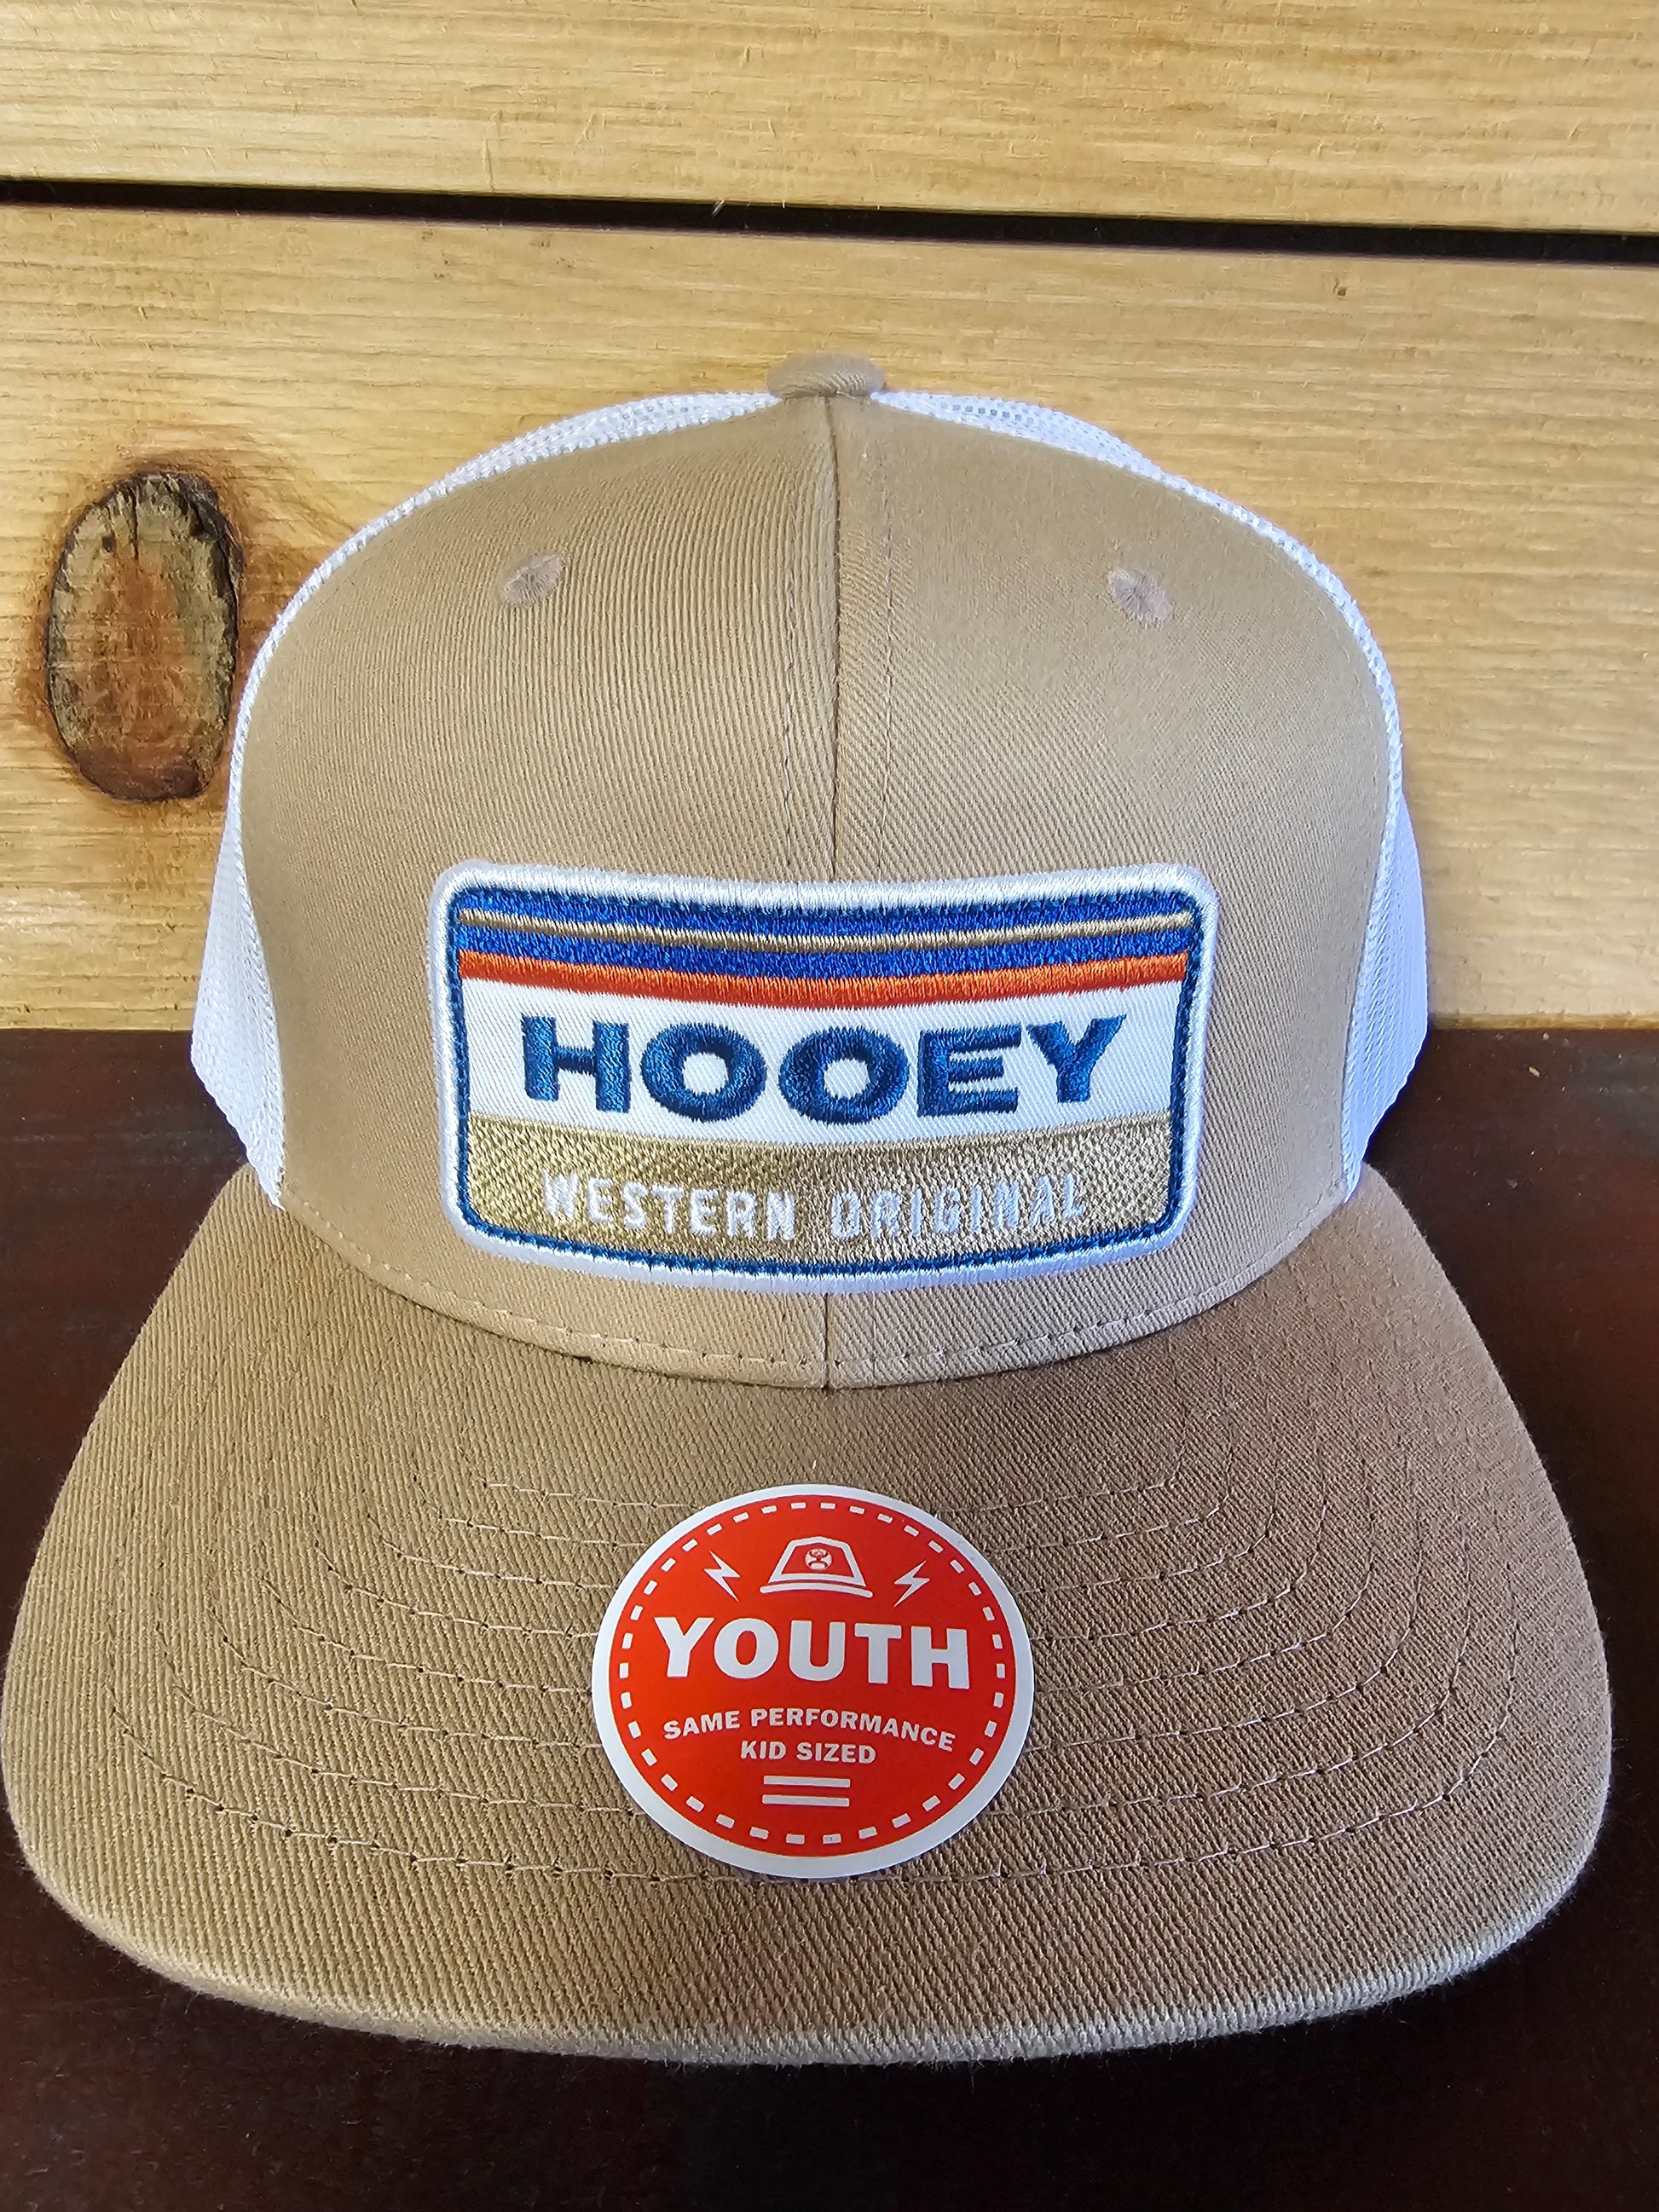 HOOEY
WESTERN ORIGINAL
YOUTH
SAME PERFORMANCE
KID SIZED